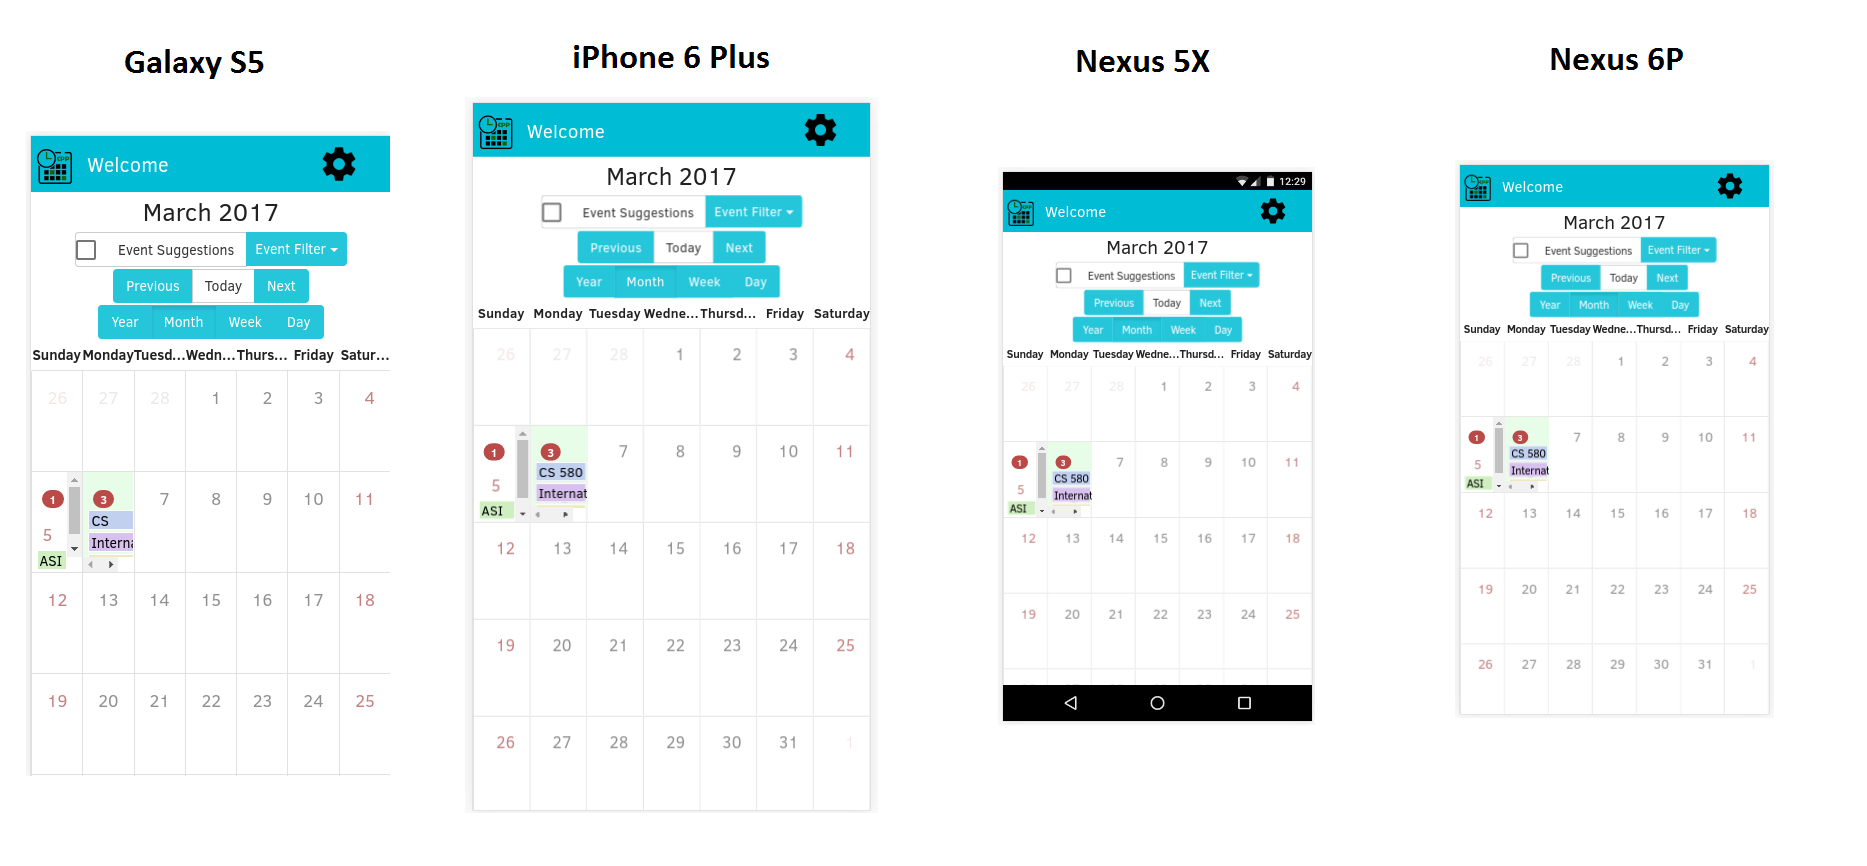 Galaxy S5
CPP
Welcome
March 2017
Event Suggestions Event Filter
Previous Today Next
Year Month Week Day
Sunday Monday Tuesd... Wedn... Thurs... Friday Satur...
26 27 28 1 2 3 4
1 3
5 7 8 9 10 11
CS
Interna
ASI
12 13 14 15 16 17 18
19 20 21 22 23 24 25
iPhone 6 Plus
CPP
Welcome
March 2017
Event Suggestions Event Filter
Previous Today Next
Year Month Week Day
Sunday Monday Tuesday Wedne... Thursd... Friday Saturday
26 27 28 1 2 3 4
1 3 7 8 9 10 11
CS 580
5 Internat
ASI
12 13 14 15 16 17 18
19 20 21 22 23 24 25
26 27 28 29 30 31 1
Nexus 5X
12:29
CPP
Welcome
March 2017
Event Suggestions Event Filter
Previous Today Next
Year Month Week Day
Sunday Monday Tuesday Wedne... Thursd... Friday Saturday
26 27 28 1 2 3 4
1 3 7 8 9 10 11
CS 580
5 Internat
ASI
12 13 14 15 16 17 18
19 20 21 22 23 24 25
Nexus 6P
CPP
Welcome
March 2017
Event Suggestions Event Filter
Previous Today Next
Year Month Week Day
Sunday Monday Tuesday Wedne... Thursd... Friday Saturday
26 27 28 1 2 3 4
1 3 7 8 9 10 11
CS 580
5 Internat
ASI
12 13 14 15 16 17 18
19 20 21 22 23 24 25
26 27 28 29 30 31 1